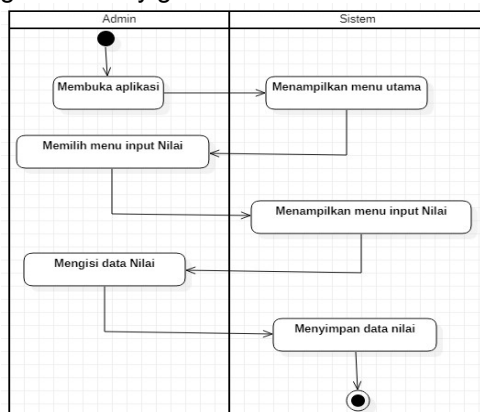 Admin
Sistem
Membuka aplikasi
Menampilkan menu utama
Memilih menu input Nilai
Menampilkan menu input Nilai
Mengisi data Nilai
Menyimpan data nilai